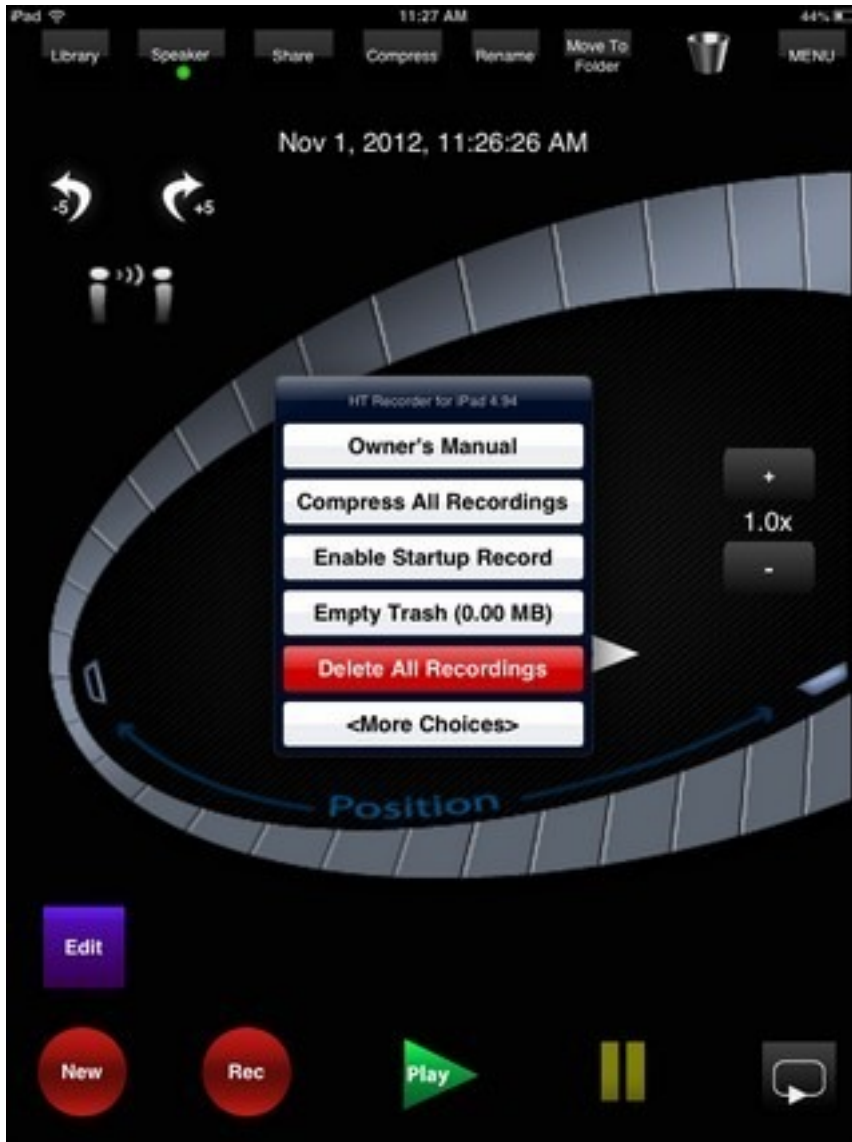 iPad 11:27 AM 44%
Library Speaker Share Compress Rename Move To Folder MENU
Nov 1, 2012, 11:26:26 AM
-5 +5
HT Recorder for iPad 4.94
Owner's Manual
Compress All Recordings
+
1.0x
Enable Startup Record
-
Empty Trash (0.00 MB)
Delete All Recordings
<More Choices>
Position
Edit
New Rec Play